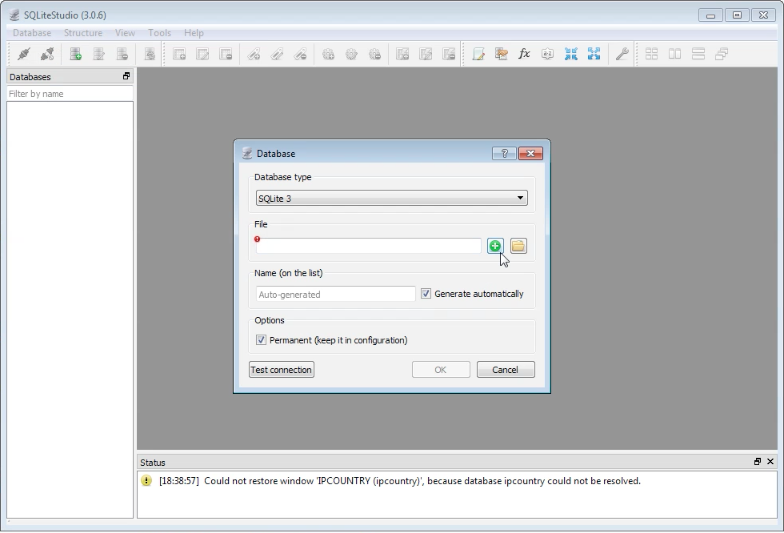 SQLiteStudio (3.0.6)
Database Structure View Tools Help
Databases
Filter by name
Database
Database type
SQLite 3
File
Name (on the list)
Auto-generated
Generate automatically
Options
Permanent (keep it in configuration)
Test connection
OK
Cancel
Status
[18:38:57] Could not restore window 'IPCOUNTRY (ipcountry)', because database ipcountry could not be resolved.